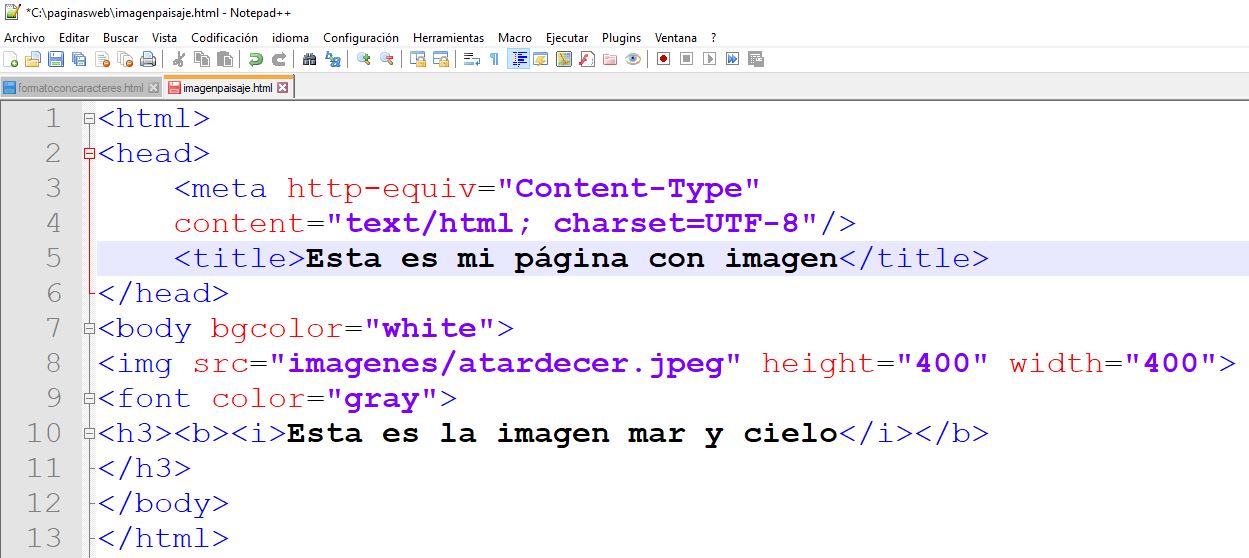 *C:\paginasweb\imagenpaisaje.html - Notepad++
Archivo Editar Buscar Vista Codificación idioma Configuración Herramientas Macro Ejecutar Plugins Ventana ?
formatoconcaracteres.html imagenpaisaje.html
1 <html>
2 <head>
3 <meta http-equiv="Content-Type"
4 content="text/html; charset=UTF-8"/>
5 <title>Esta es mi página con imagen</title>
6 </head>
7 <body bgcolor="white">
8 <img src="imagenes/atardecer.jpeg" height="400" width="400">
9 <font color="gray">
10 <h3><b><i>Esta es la imagen mar y cielo</i></b>
11 </h3>
12 </body>
13 </html>